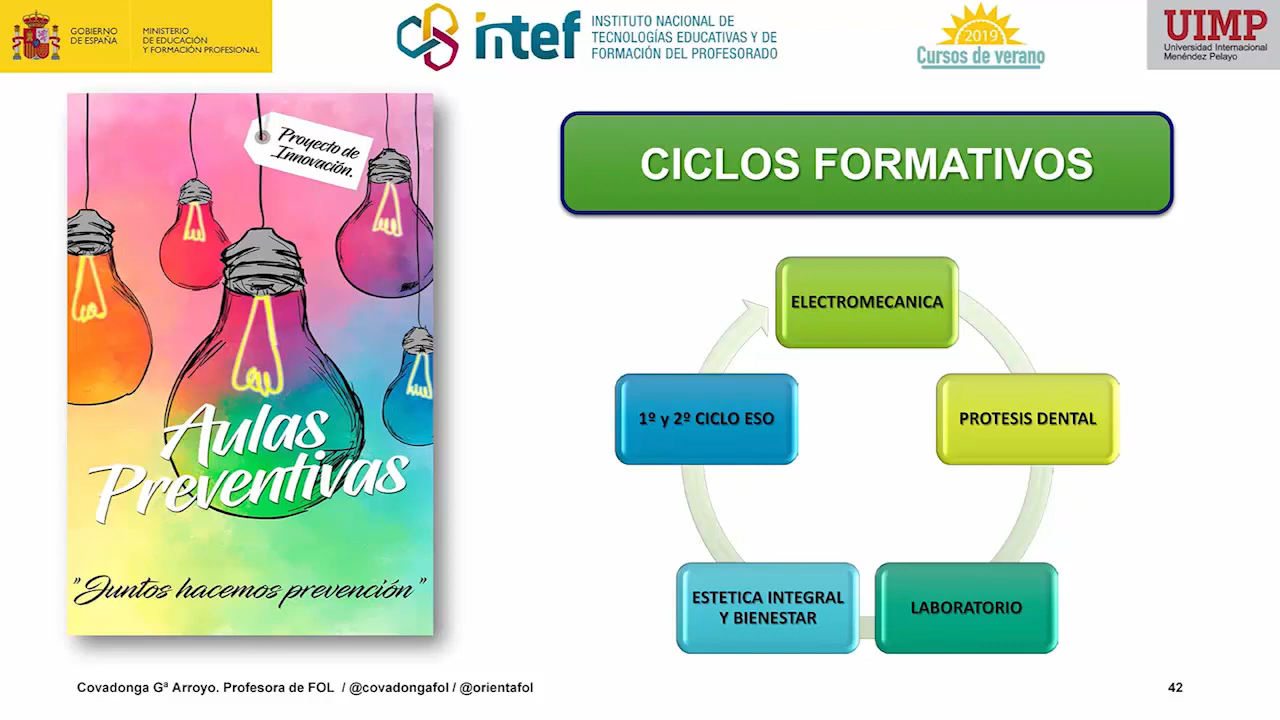 GOBIERNO
DE ESPAÑA
MINISTERIO
DE EDUCACIÓN
Y FORMACIÓN PROFESIONAL
intef
INSTITUTO NACIONAL DE
TECNOLOGÍAS EDUCATIVAS Y DE
FORMACIÓN DEL PROFESORADO
2019
Cursos de verano
UIMP
Universidad Internacional
Menéndez Pelayo
Proyecto de
Innovación.
Aulas
Preventivas
"Juntos hacemos prevención"
CICLOS FORMATIVOS
ELECTROMECANICA
PROTESIS DENTAL
LABORATORIO
ESTETICA INTEGRAL
Y BIENESTAR
1º y 2º CICLO ESO
Covadonga Gª Arroyo. Profesora de FOL / @covadongafol / @orientafol
42